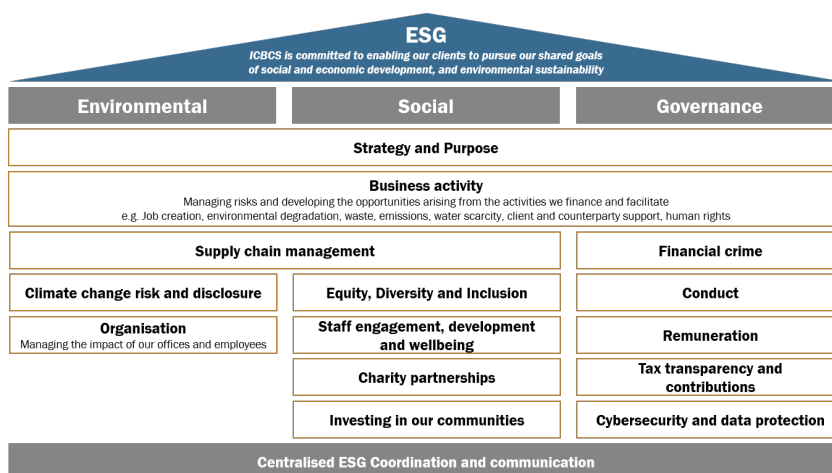 ESG
ICBCS is committed to enabling our clients to pursue our shared goals
of social and economic development, and environmental sustainability
Environmental
Social
Governance
Strategy and Purpose
Business activity
Managing risks and developing the opportunities arising from the activities we finance and facilitate
e.g. Job creation, environmental degradation, waste, emissions, water scarcity, client and counterparty support, human rights
Supply chain management
Financial crime
Climate change risk and disclosure
Equity, Diversity and Inclusion
Conduct
Organisation
Managing the impact of our offices and employees
Staff engagement, development
and wellbeing
Remuneration
Charity partnerships
Tax transparency and
contributions
Investing in our communities
Cybersecurity and data protection
Centralised ESG Coordination and communication